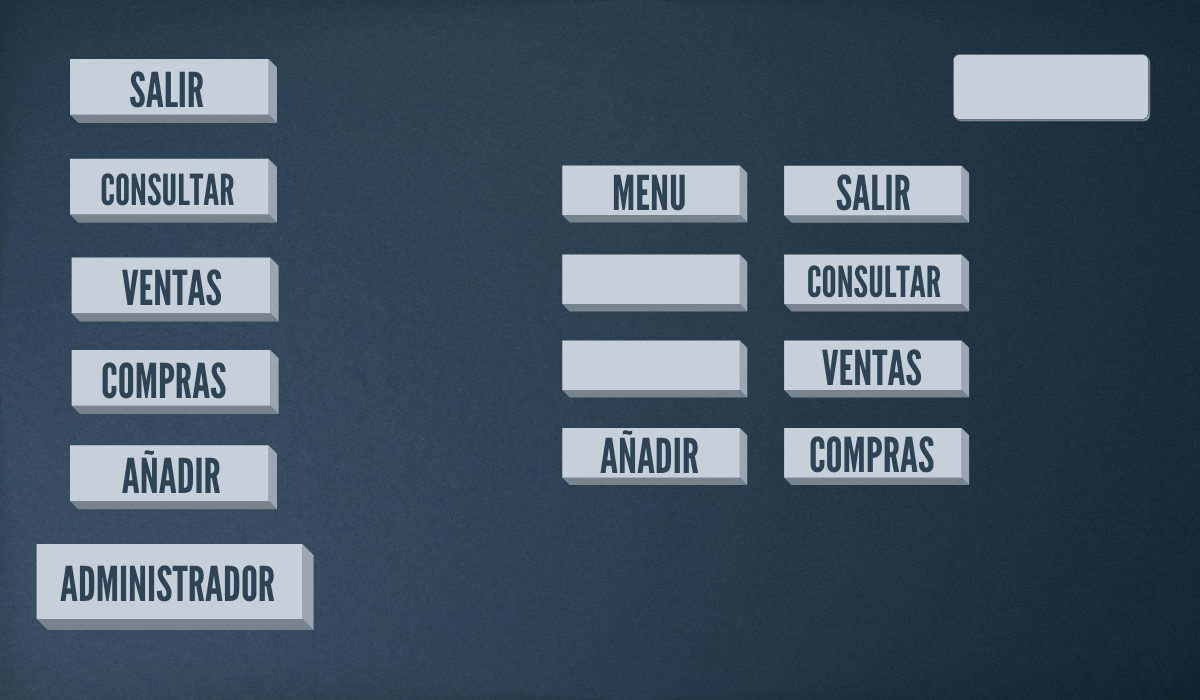 SALIR
CONSULTAR
VENTAS
COMPRAS
AÑADIR
ADMINISTRADOR
MENU
SALIR
CONSULTAR
VENTAS
AÑADIR
COMPRAS